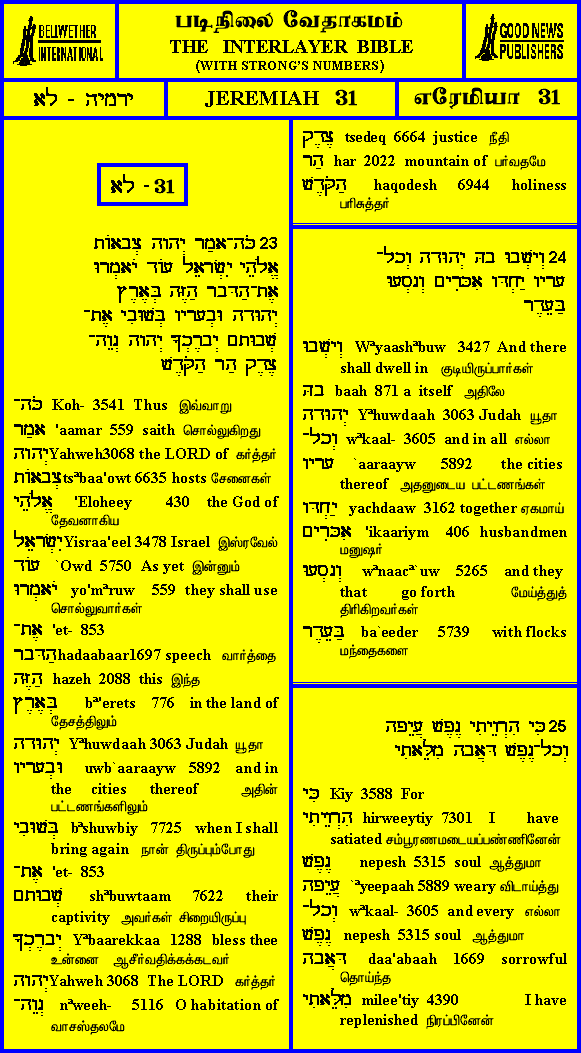 BELLWETHER
INTERNATIONAL
படிநிலை வேதாகமம்
THE INTERLAYER BIBLE
(WITH STRONG'S NUMBERS)
GOOD NEWS
PUBLISHERS
ירמיה - לא
JEREMIAH 31
எரேமியா 31
לא - 31
23 כֹּה־אָמַר יְהוָה צְבָאוֹת
אֱלֹהֵי יִשְׂרָאֵל עוֹד יֹאמְרוּ
אֶת־הַדָּבָר הַזֶּה בְּאֶרֶץ
יְהוּדָה וּבְעָרָיו בְּשׁוּבִי אֶת־
שְׁבוּתָם יְבָרֶכְךָ יְהוָה נְוֵה־
צֶדֶק הַר הַקֹּדֶשׁ
כֹּה־ Koh- 3541 Thus இவ்வாறு
אָמַר 'aamar 559 saith சொல்லுகிறது
יְהוָה Yahweh3068 the LORD of கர்த்தர்
צְבָאוֹת tsᵊbaa'owt 6635 hosts சேனைகள்
אֱלֹהֵי 'Eloheey 430 the God of
தேவனாகிய
יִשְׂרָאֵל Yisraa'eel 3478 Israel இஸ்ரவேல்
עוֹד `Owd 5750 As yet இன்னும்
יֹאמְרוּ yo'mᵊruw 559 they shall use
சொல்லுவார்கள்
אֶת־ 'et- 853
הַדָּבָר hadaabaar1697 speech வார்த்தை
הַזֶּה hazeh 2088 this இந்த
בְּאֶרֶץ bᵊ'erets 776 in the land of
தேசத்திலும்
יְהוּדָה Yᵊhuwdaah 3063 Judah யூதா
וּבְעָרָיו uwb`aaraayw 5892 and in
the cities thereof அதின்
பட்டணங்களிலும்
בְּשׁוּבִי bᵊshuwbiy 7725 when I shall
bring again நான் திருப்பும்போது
אֶת־ 'et- 853
שְׁבוּתָם shᵊbuwtaam 7622 their
captivity அவர்கள் சிறையிருப்பு
יְבָרֶכְךָ Yᵊbaarekkaa 1288 bless thee
உன்னை ஆசீர்வதிக்கக்கடவர்
יְהוָה Yahweh 3068 The LORD கர்த்தர்
נְוֵה־ nᵊweeh- 5116 O habitation of
வாசஸ்தலமே
צֶדֶק tsedeq 6664 justice நீதி
הַר har 2022 mountain of பர்வதமே
הַקֹּדֶשׁ haqodesh 6944 holiness
பரிசுத்தர்
24 וְיָשְׁבוּ בָהּ יְהוּדָה וְכָל־
עָרָיו יַחְדָּו אִכָּרִים וְנָסְעוּ
בַּעֵדֶר
וְיָשְׁבוּ Wᵊyaashᵊbuw 3427 And there
shall dwell in குடியிருப்பார்கள்
בָהּ baah 871 a itself அதிலே
יְהוּדָה Yᵊhuwdaah 3063 Judah யூதா
וְכָל־ wᵊkaal- 3605 and in all எல்லா
עָרָיו `aaraayw 5892 the cities
thereof அதனுடைய பட்டணங்கள்
יַחְדָּו yachdaaw 3162 together ஏகமாய்
אִכָּרִים 'ikaariym 406 husbandmen
மனுஷர்
וְנָסְעוּ wᵊnaacᵊ`uw 5265 and they
that go forth மேய்த்துத்
திரிகிறவர்கள்
בַּעֵדֶר ba`eeder 5739 with flocks
மந்தைகளை
25 כִּי הִרְוֵיתִי נֶפֶשׁ עֲיֵפָה
וְכָל־נֶפֶשׁ דָּאֲבָה מִלֵּאתִי
כִּי Kiy 3588 For
הִרְוֵיתִי hirweeytiy 7301 I have
satiated சம்பூரணமடையப்பண்ணினேன்
נֶפֶשׁ nepesh 5315 soul ஆத்துமா
עֲיֵפָה `ᵃyeepaah 5889 weary விடாய்த்து
וְכָל־ wᵊkaal- 3605 and every எல்லா
נֶפֶשׁ nepesh 5315 soul ஆத்துமா
דָּאֲבָה daa'abaah 1669 sorrowful
தொய்ந்த
מִלֵּאתִי milee'tiy 4390 I have
replenished நிரப்பினேன்